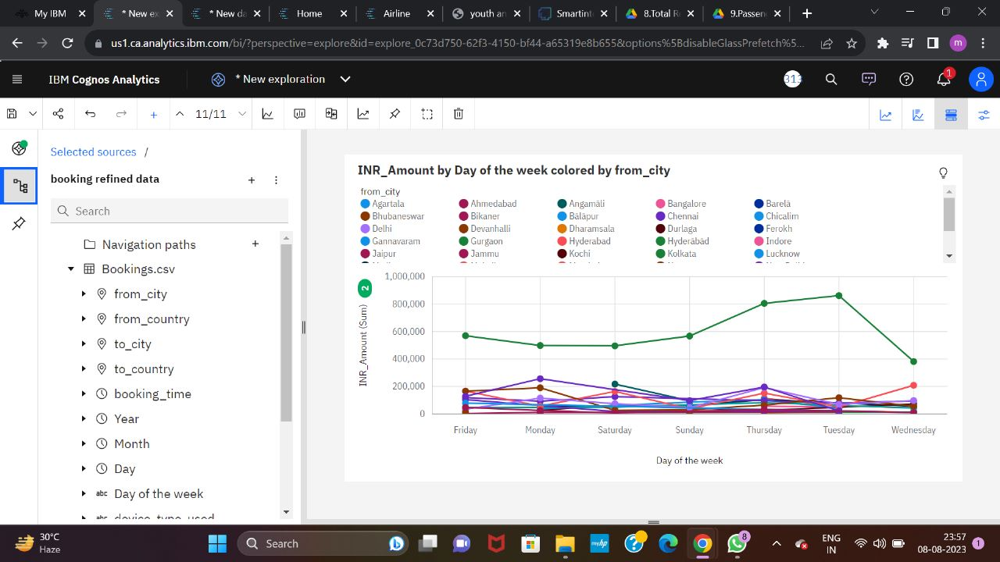 My IBM
* New ex
* New da
Home
Airline
youth an
Smartinte
8.Total R
9.Passen
us1.ca.analytics.ibm.com/bi/?perspective=explore&id=explore_0c73d750-62f3-4150-bf44-a65319e8b655&options%5BdisableGlassPrefetch%5...
m
IBM Cognos Analytics
* New exploration
313
1
11/11
Selected sources /
booking refined data
Search
Navigation paths
Bookings.csv
from_city
from_country
to_city
to_country
booking_time
Year
Month
Day
abc Day of the week
abc device_type_used
INR_Amount by Day of the week colored by from_city
from_city
Agartala Ahmedabad Angamāli Bangalore Barelā
Bhubaneswar Bikaner Bālāpur Chennai Chicalim
Delhi Devanhalli Dharamsala Durlaga Ferokh
Gannavaram Gurgaon Hyderabad Hyderābād Indore
Jaipur Jammu Kochi Kolkata Lucknow
2
INR_Amount (Sum)
1,000,000
800,000
600,000
400,000
200,000
0
Friday Monday Saturday Sunday Thursday Tuesday Wednesday
Day of the week
30°C
Haze
Search
myhp
8
ENG
IN
23:57
08-08-2023
1